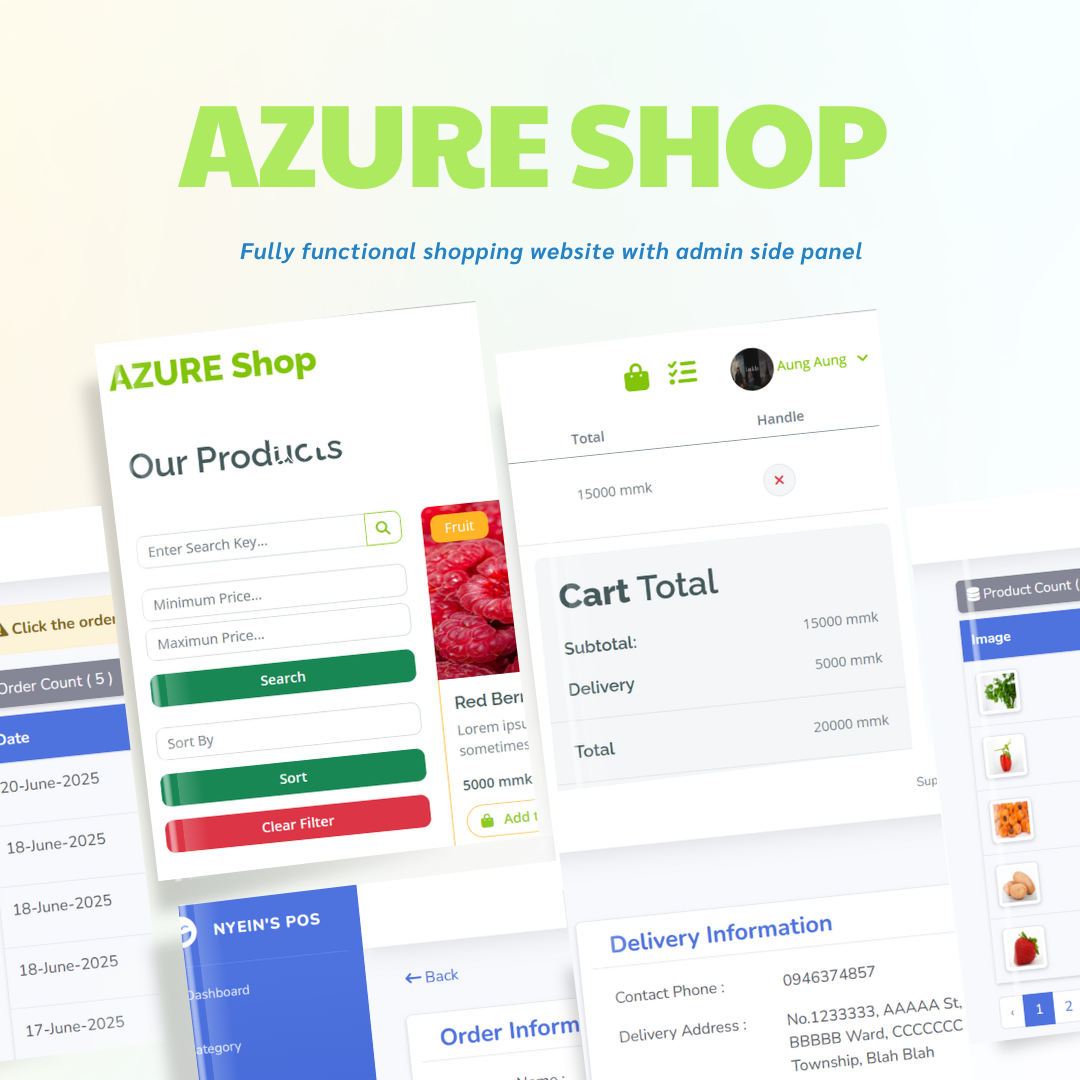 AZURE SHOP
Fully functional shopping website with admin side panel
AZURE Shop
Our Products
Enter Search Key...
Minimum Price...
Maximun Price...
Search
Sort By
Sort
Clear Filter
Fruit
Red Berr
Lorem ipsu
sometimes
5000 mmk
Add t
Aung Aung
Total
Handle
15000 mmk
Cart Total
Subtotal:
15000 mmk
Delivery
5000 mmk
Total
20000 mmk
Sup
Click the order
Order Count ( 5 )
Date
20-June-2025
18-June-2025
18-June-2025
18-June-2025
17-June-2025
NYEIN'S POS
Dashboard
ategory
Back
Order Inform
Name :
Delivery Information
Contact Phone :
0946374857
Delivery Address :
No.1233333, AAAAA St,
BBBBB Ward, CCCCCCC
Township, Blah Blah
Product Count (
Image
‹ 1 2